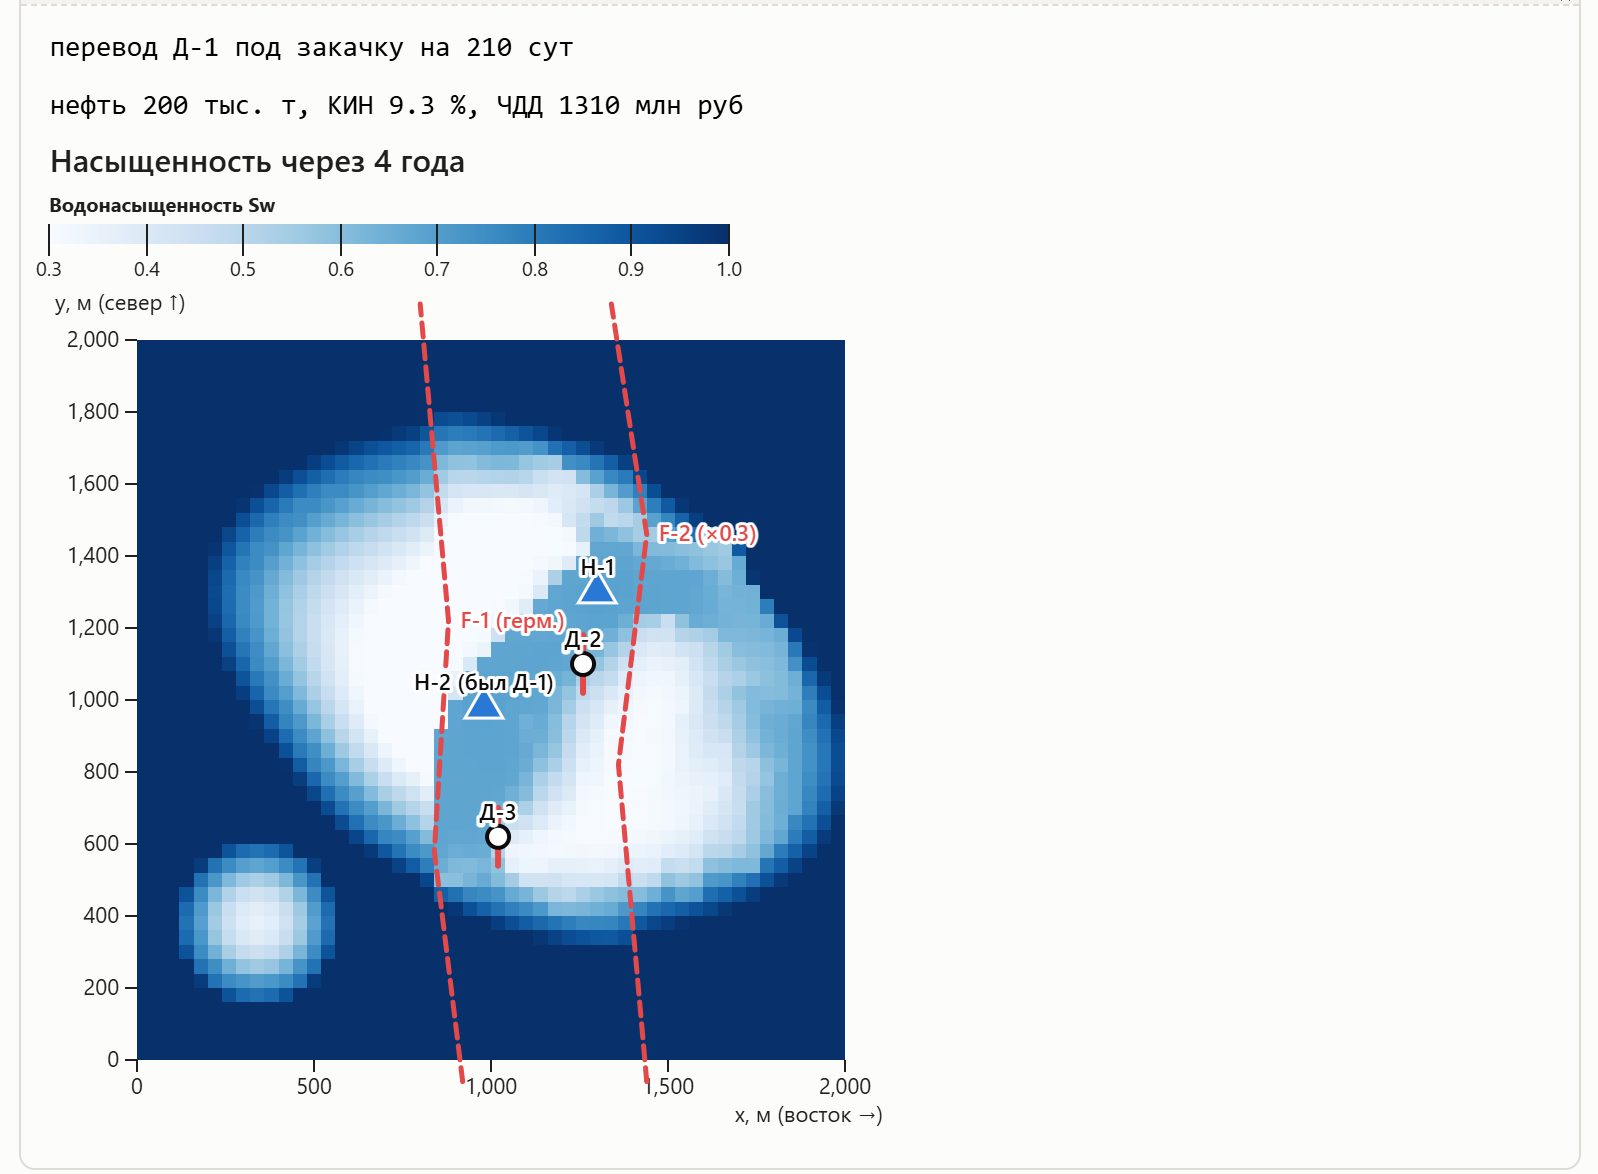 перевод Д-1 под закачку на 210 сут
нефть 200 тыс. т, КИН 9.3 %, ЧДД 1310 млн руб
Насыщенность через 4 года
Водонасыщенность Sw
0.3 0.4 0.5 0.6 0.7 0.8 0.9 1.0
y, м (север ↑)
2,000
1,800
1,600
F-2 (×0.3)
1,400
Н-1
1,200
F-1 (герм.)
Д-2
Н-2 (был Д-1)
1,000
800
Д-3
600
400
200
0
0 500 1,000 1,500 2,000
x, м (восток →)